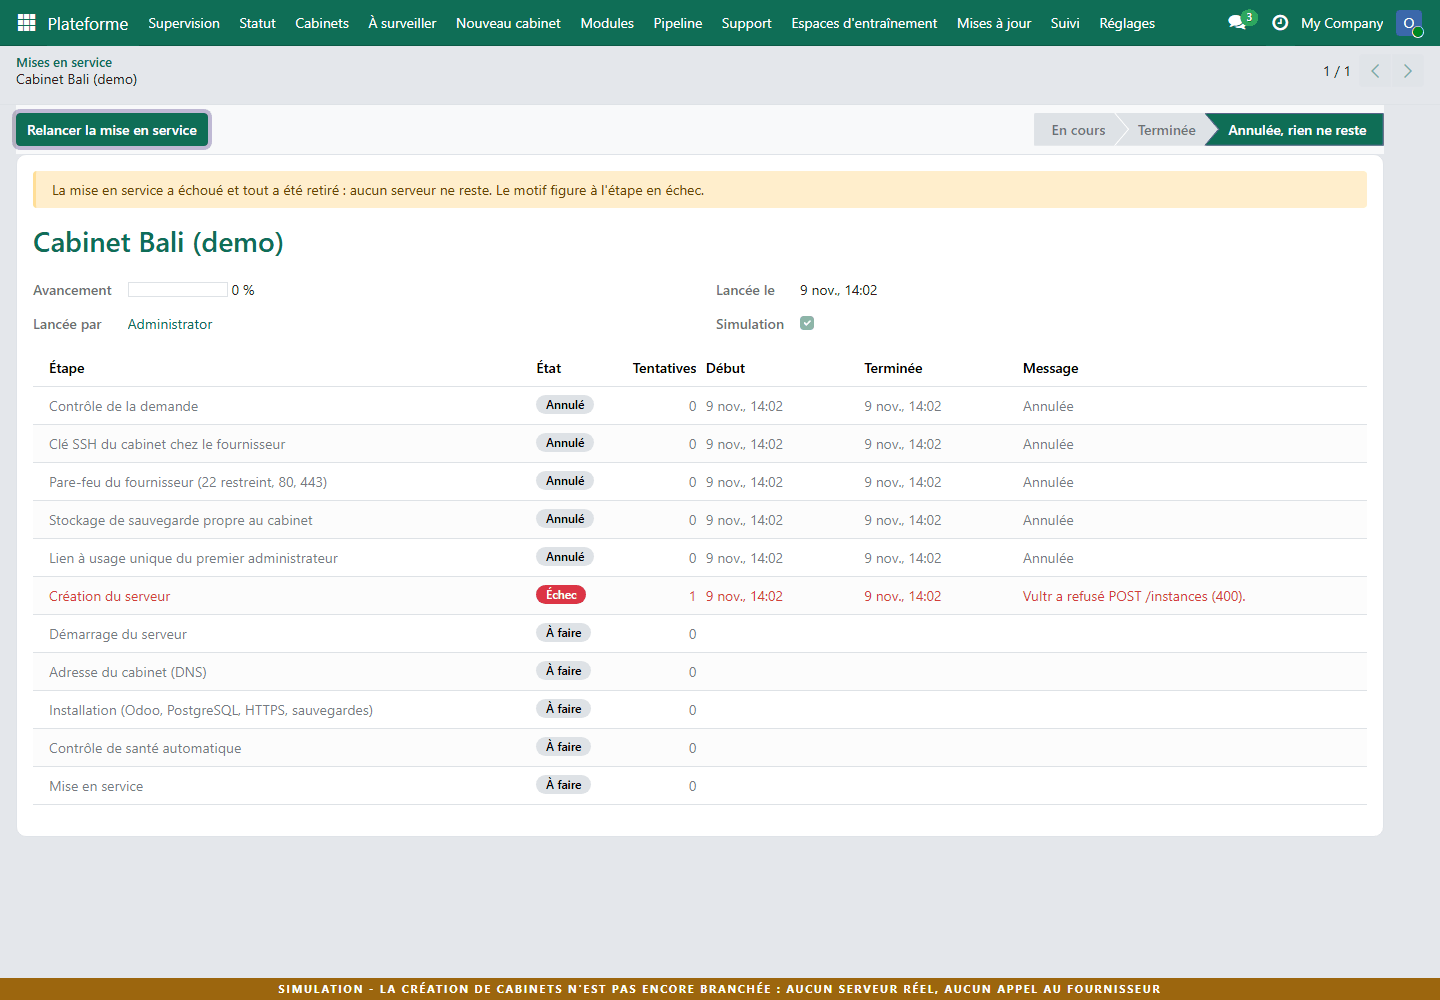 Plateforme Supervision Statut Cabinets À surveiller Nouveau cabinet Modules Pipeline Support Espaces d'entraînement Mises à jour Suivi Réglages 3 My Company O
Mises en service
Cabinet Bali (demo)
1 / 1
Relancer la mise en service
En cours Terminée Annulée, rien ne reste
La mise en service a échoué et tout a été retiré : aucun serveur ne reste. Le motif figure à l'étape en échec.
Cabinet Bali (demo)
Avancement 0 % Lancée le 9 nov., 14:02
Lancée par Administrator Simulation
Étape État Tentatives Début Terminée Message
Contrôle de la demande Annulé 0 9 nov., 14:02 9 nov., 14:02 Annulée
Clé SSH du cabinet chez le fournisseur Annulé 0 9 nov., 14:02 9 nov., 14:02 Annulée
Pare-feu du fournisseur (22 restreint, 80, 443) Annulé 0 9 nov., 14:02 9 nov., 14:02 Annulée
Stockage de sauvegarde propre au cabinet Annulé 0 9 nov., 14:02 9 nov., 14:02 Annulée
Lien à usage unique du premier administrateur Annulé 0 9 nov., 14:02 9 nov., 14:02 Annulée
Création du serveur Échec 1 9 nov., 14:02 9 nov., 14:02 Vultr a refusé POST /instances (400).
Démarrage du serveur À faire 0
Adresse du cabinet (DNS) À faire 0
Installation (Odoo, PostgreSQL, HTTPS, sauvegardes) À faire 0
Contrôle de santé automatique À faire 0
Mise en service À faire 0
SIMULATION - LA CRÉATION DE CABINETS N'EST PAS ENCORE BRANCHÉE : AUCUN SERVEUR RÉEL, AUCUN APPEL AU FOURNISSEUR